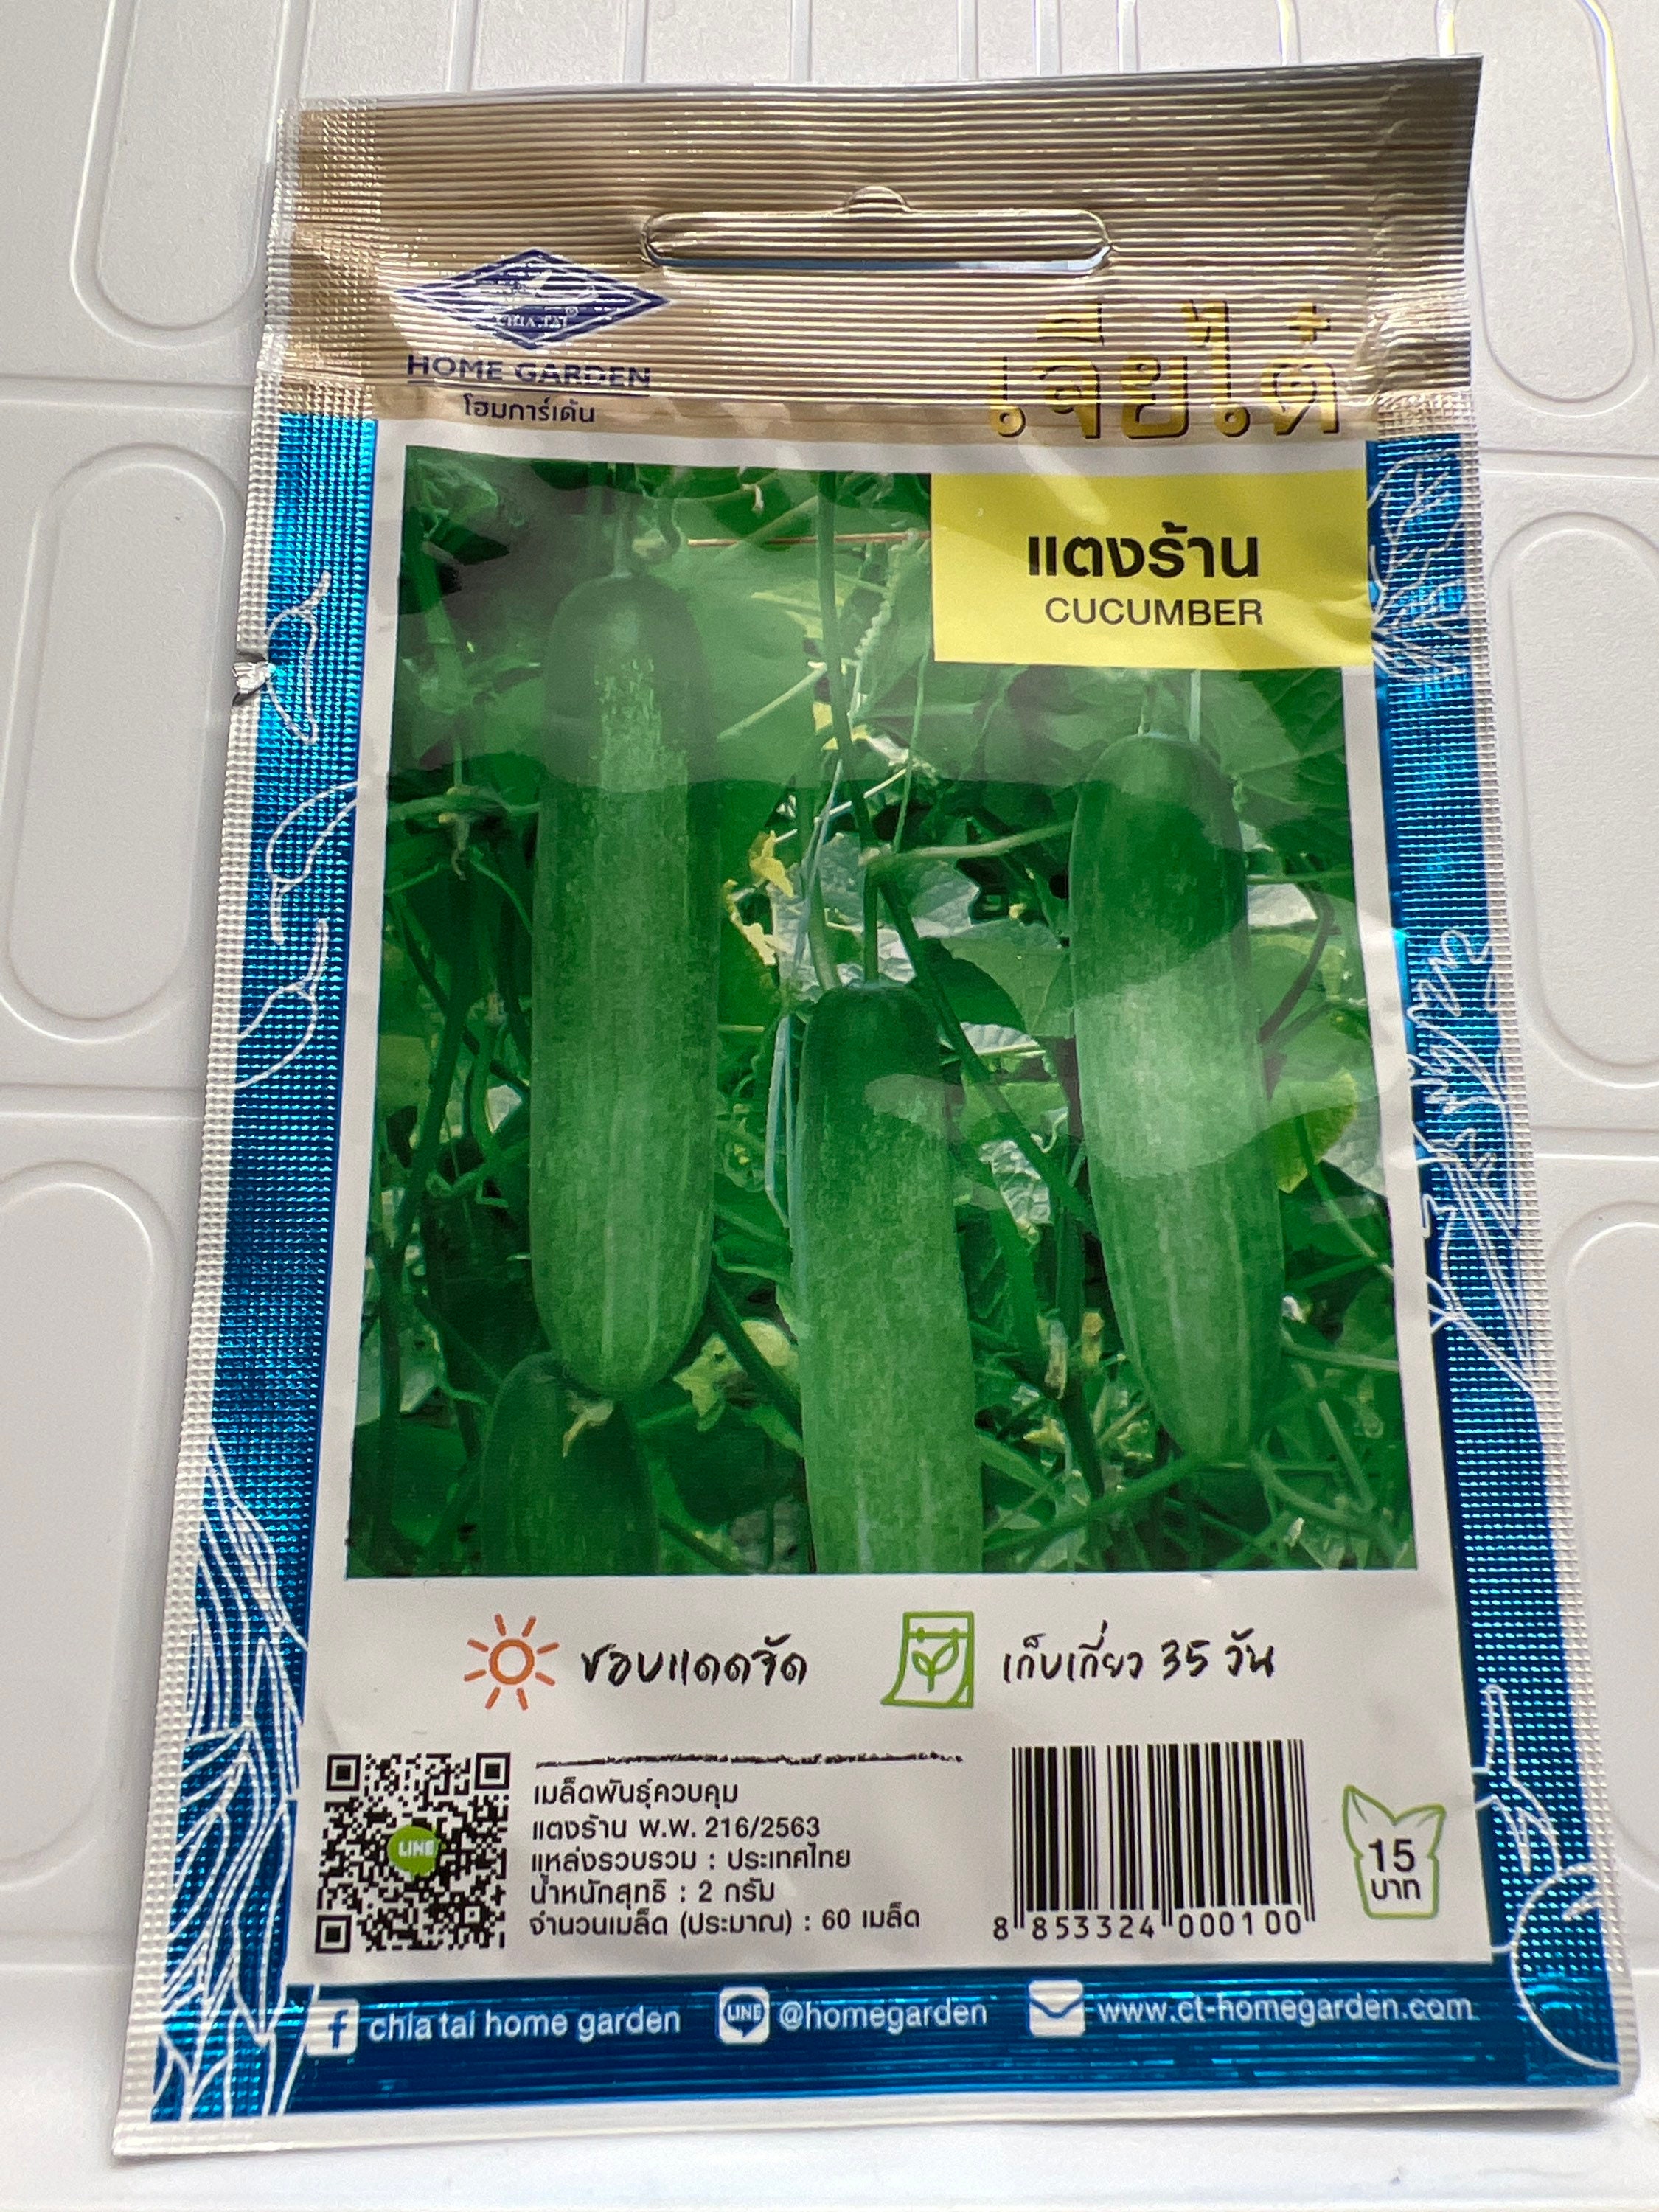 CHIA TAI
HOME GARDEN
โฮมการ์เด้น
เจียไต๋
แตงร้าน
CUCUMBER
ชอบแดดจัด
เก็บเกี่ยว 35 วัน
LINE
เมล็ดพันธุ์ควบคุม
แตงร้าน พ.พ. 216/2563
แหล่งรวบรวม : ประเทศไทย
น้ำหนักสุทธิ : 2 กรัม
จำนวนเมล็ด (ประมาณ) : 60 เมล็ด
8 853324 000100
15
บาท
f chia tai home garden
LINE @homegarden
www.ct-homegarden.com